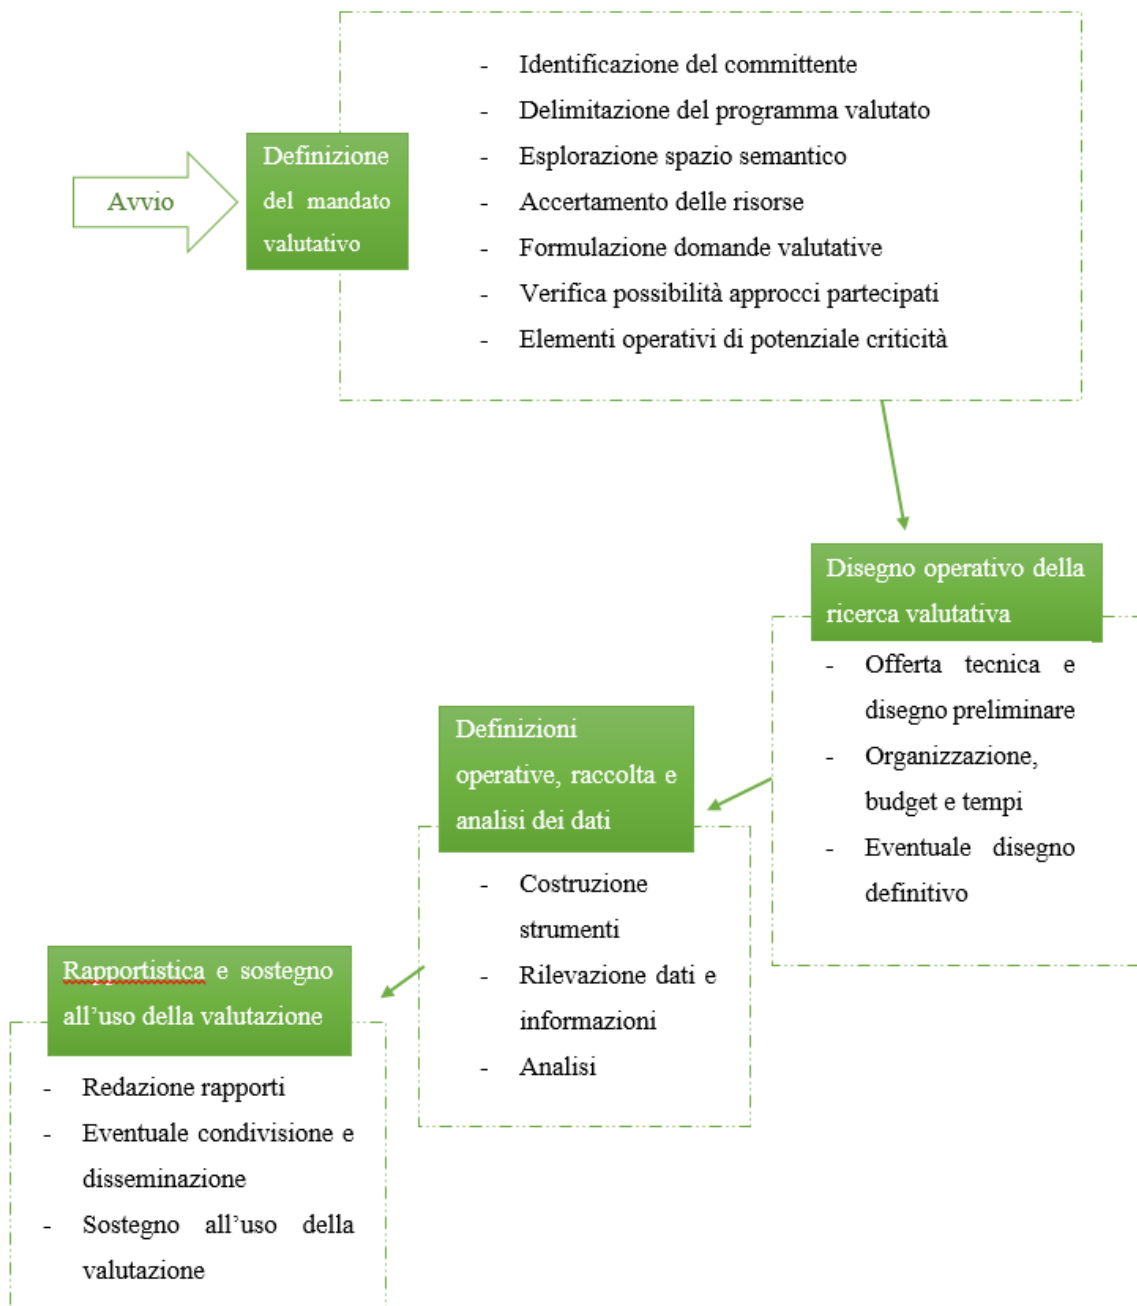 Avvio
Definizione
del mandato
valutativo
- Identificazione del committente
- Delimitazione del programma valutato
- Esplorazione spazio semantico
- Accertamento delle risorse
- Formulazione domande valutative
- Verifica possibilità approcci partecipati
- Elementi operativi di potenziale criticità
Disegno operativo della
ricerca valutativa
- Offerta tecnica e
disegno preliminare
- Organizzazione,
budget e tempi
- Eventuale disegno
definitivo
Definizioni
operative, raccolta e
analisi dei dati
- Costruzione
strumenti
- Rilevazione dati e
informazioni
- Analisi
Rapportistica e sostegno
all’uso della valutazione
- Redazione rapporti
- Eventuale condivisione e
disseminazione
- Sostegno all’uso della
valutazione